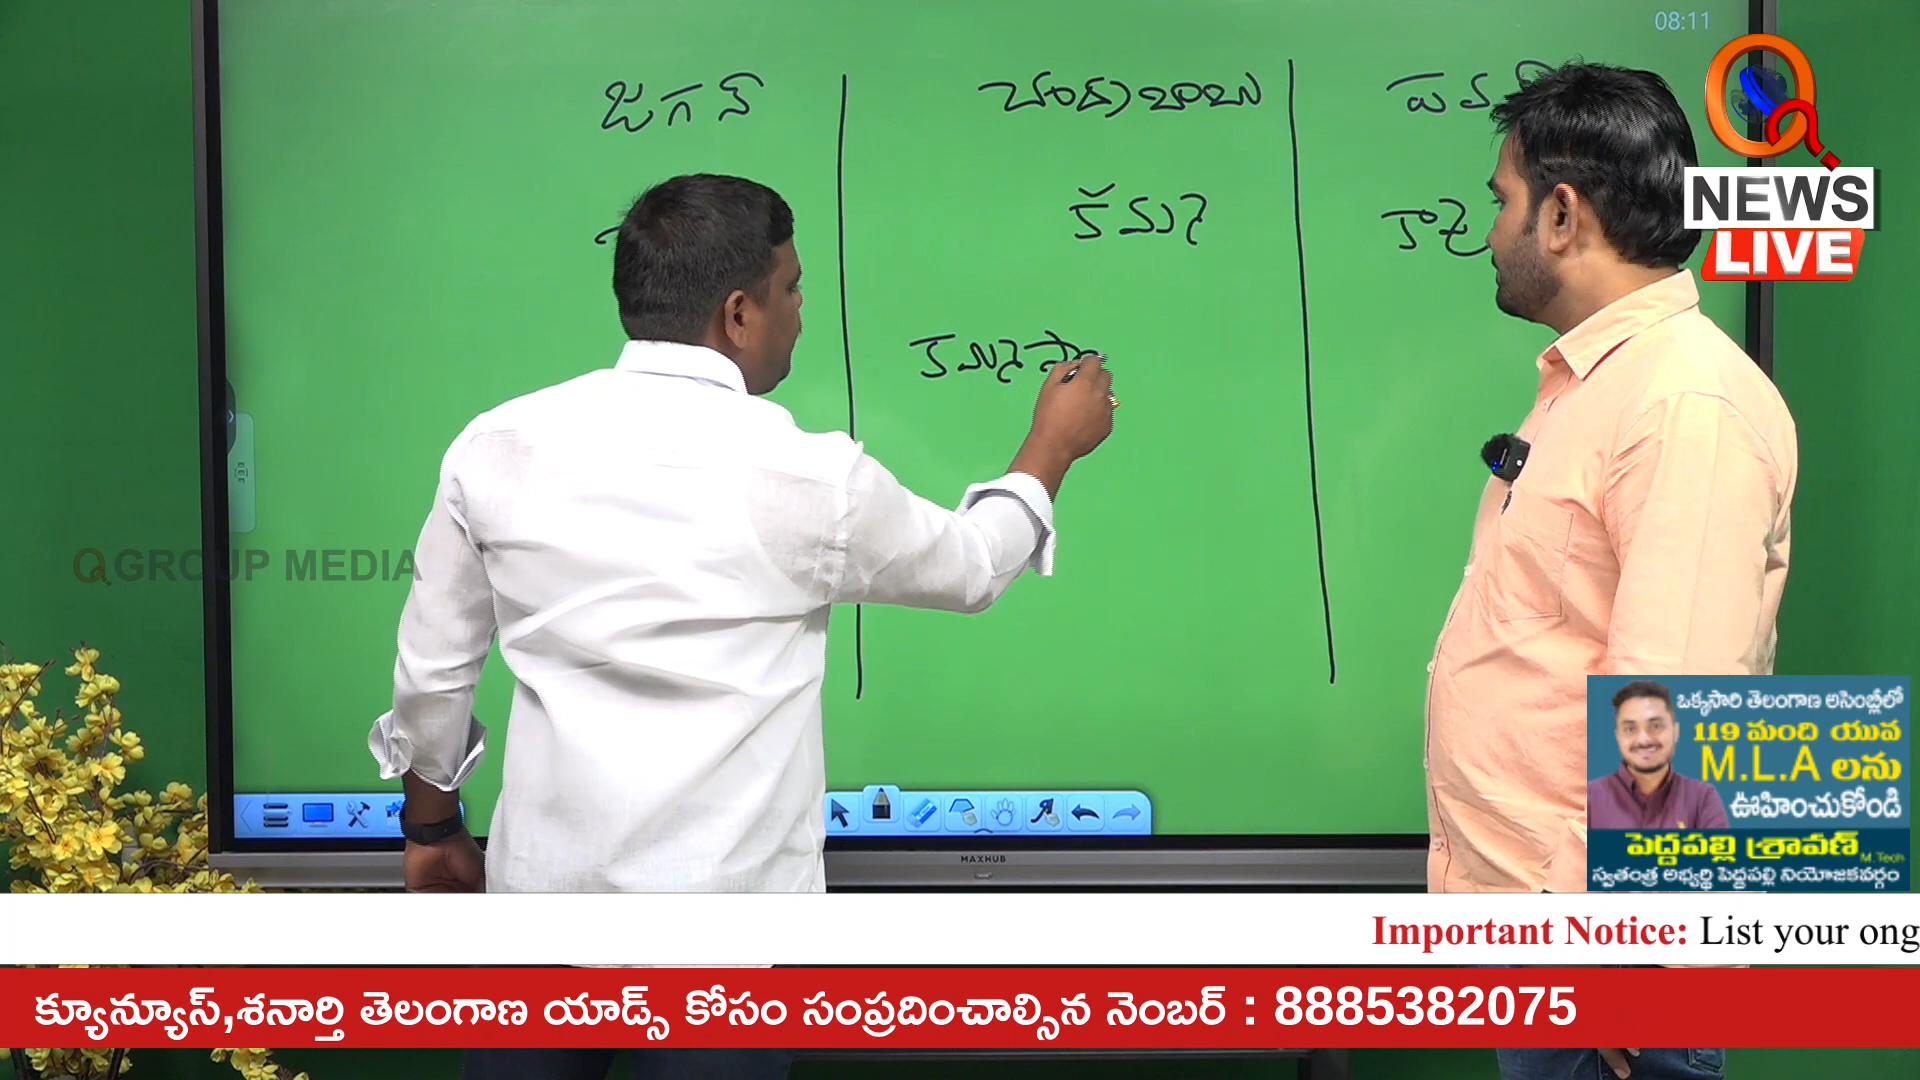 08:11
జగన్
చంద్రబాబు
పవ
కమ్మ
కమ్మ
NEWS
LIVE
GROUP MEDIA
ఒక్కసారి తెలంగాణ అసెంబ్లీలో
119 మంది యువ
M.L.A లను
ఊహించుకోండి
పెద్దపల్లి శ్రావణ్ M.Tech
స్వతంత్ర అభ్యర్థి పెద్దపల్లి నియోజకవర్గం
MAXHUB
Important Notice: List your ong
క్యూన్యూస్,శనార్తి తెలంగాణ యాడ్స్ కోసం సంప్రదించాల్సిన నెంబర్ : 8885382075